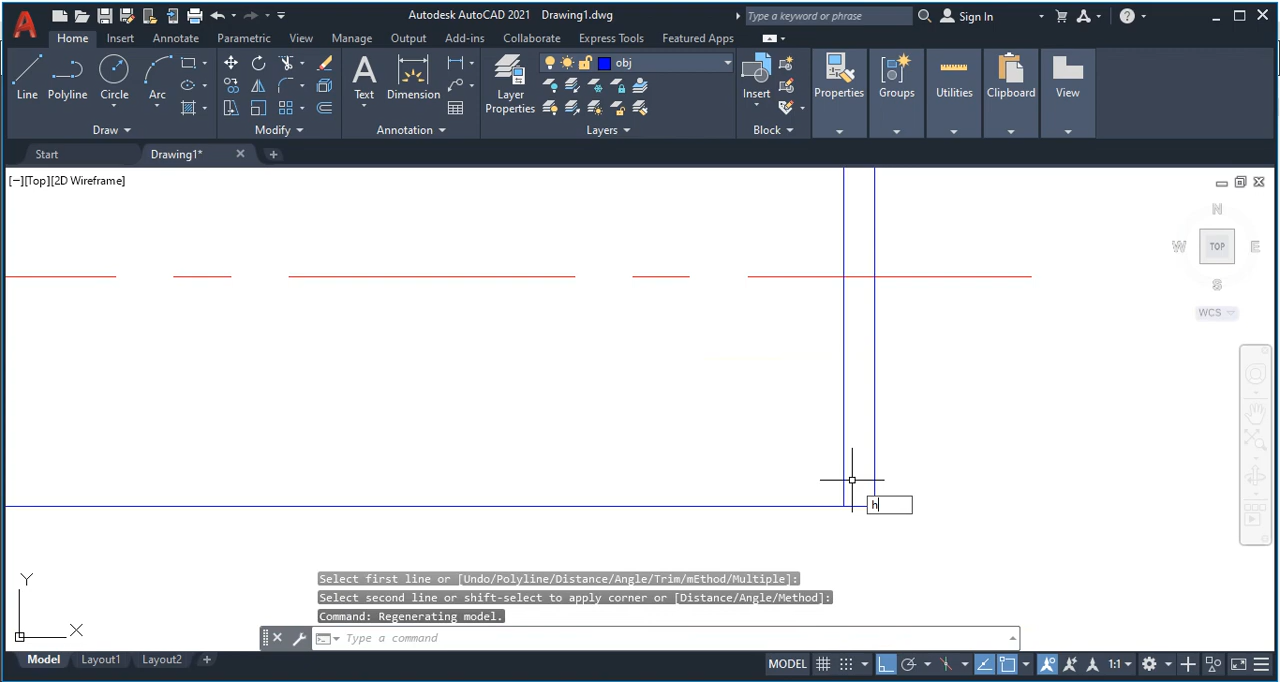 Autodesk AutoCAD 2021 Drawing1.dwg
Type a keyword or phrase
Sign In
Home Insert Annotate Parametric View Manage Output Add-ins Collaborate Express Tools Featured Apps
obj
Line Polyline Circle Arc
Text Dimension
Layer Properties
Insert
Properties Groups Utilities Clipboard View
Draw Modify Annotation Layers Block
Start Drawing1*
[−][Top][2D Wireframe]
N
W TOP E
S
WCS
h
Select first line or [Undo/Polyline/Distance/Angle/Trim/mEthod/Multiple]:
Select second line or shift-select to apply corner or [Distance/Angle/Method]:
Command: Regenerating model.
Y
X
Type a command
Model Layout1 Layout2
MODEL 1:1